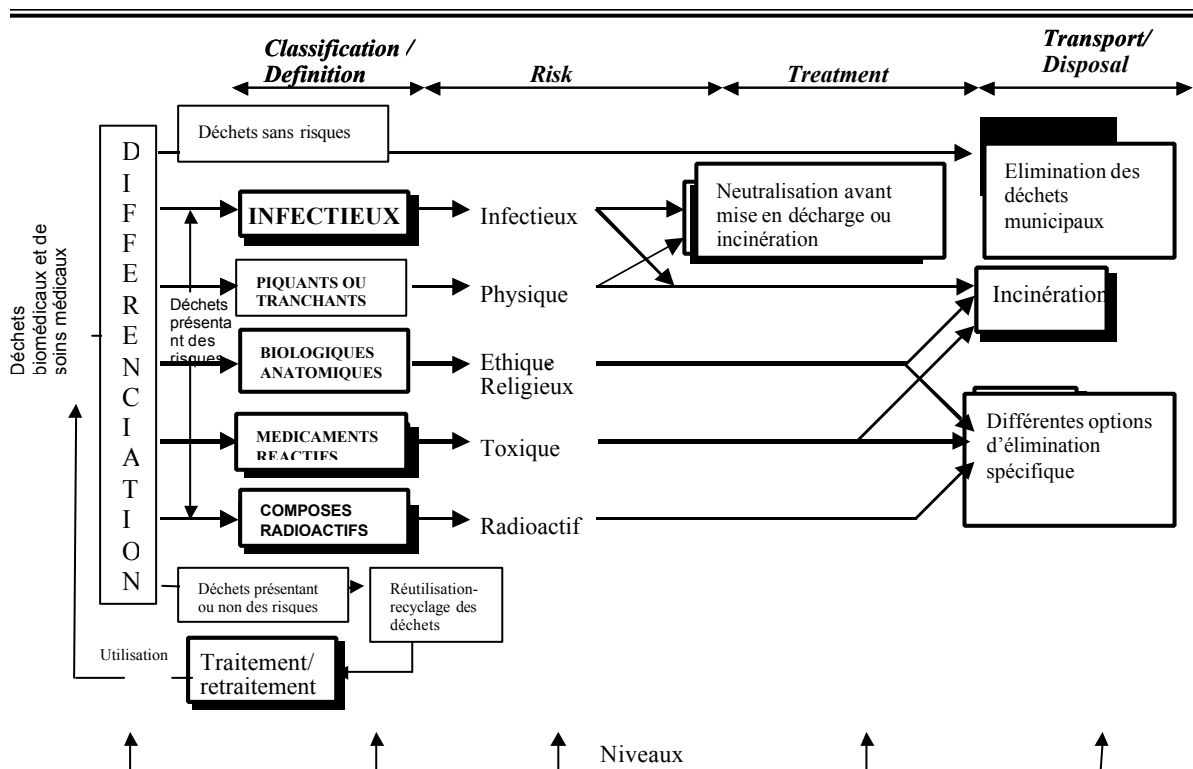 Classification /
Definition
Risk
Treatment
Transport/
Disposal
Déchets
biomédicaux et de
soins médicaux
DIFFERENCIATION
Déchets sans risques
Déchets
présenta
nt des
risques
INFECTIEUX
Infectieux
Neutralisation avant
mise en décharge ou
incinération
Elimination des
déchets
municipaux
PIQUANTS OU
TRANCHANTS
Physique
Incinération
BIOLOGIQUES
ANATOMIQUES
Ethique
Religieux
MEDICAMENTS
REACTIFS
Toxique
Différentes options
d’élimination
spécifique
COMPOSES
RADIOACTIFS
Radioactif
Déchets présentant
ou non des risques
Réutilisation-
recyclage des
déchets
Utilisation
Traitement/
retraitement
Niveaux